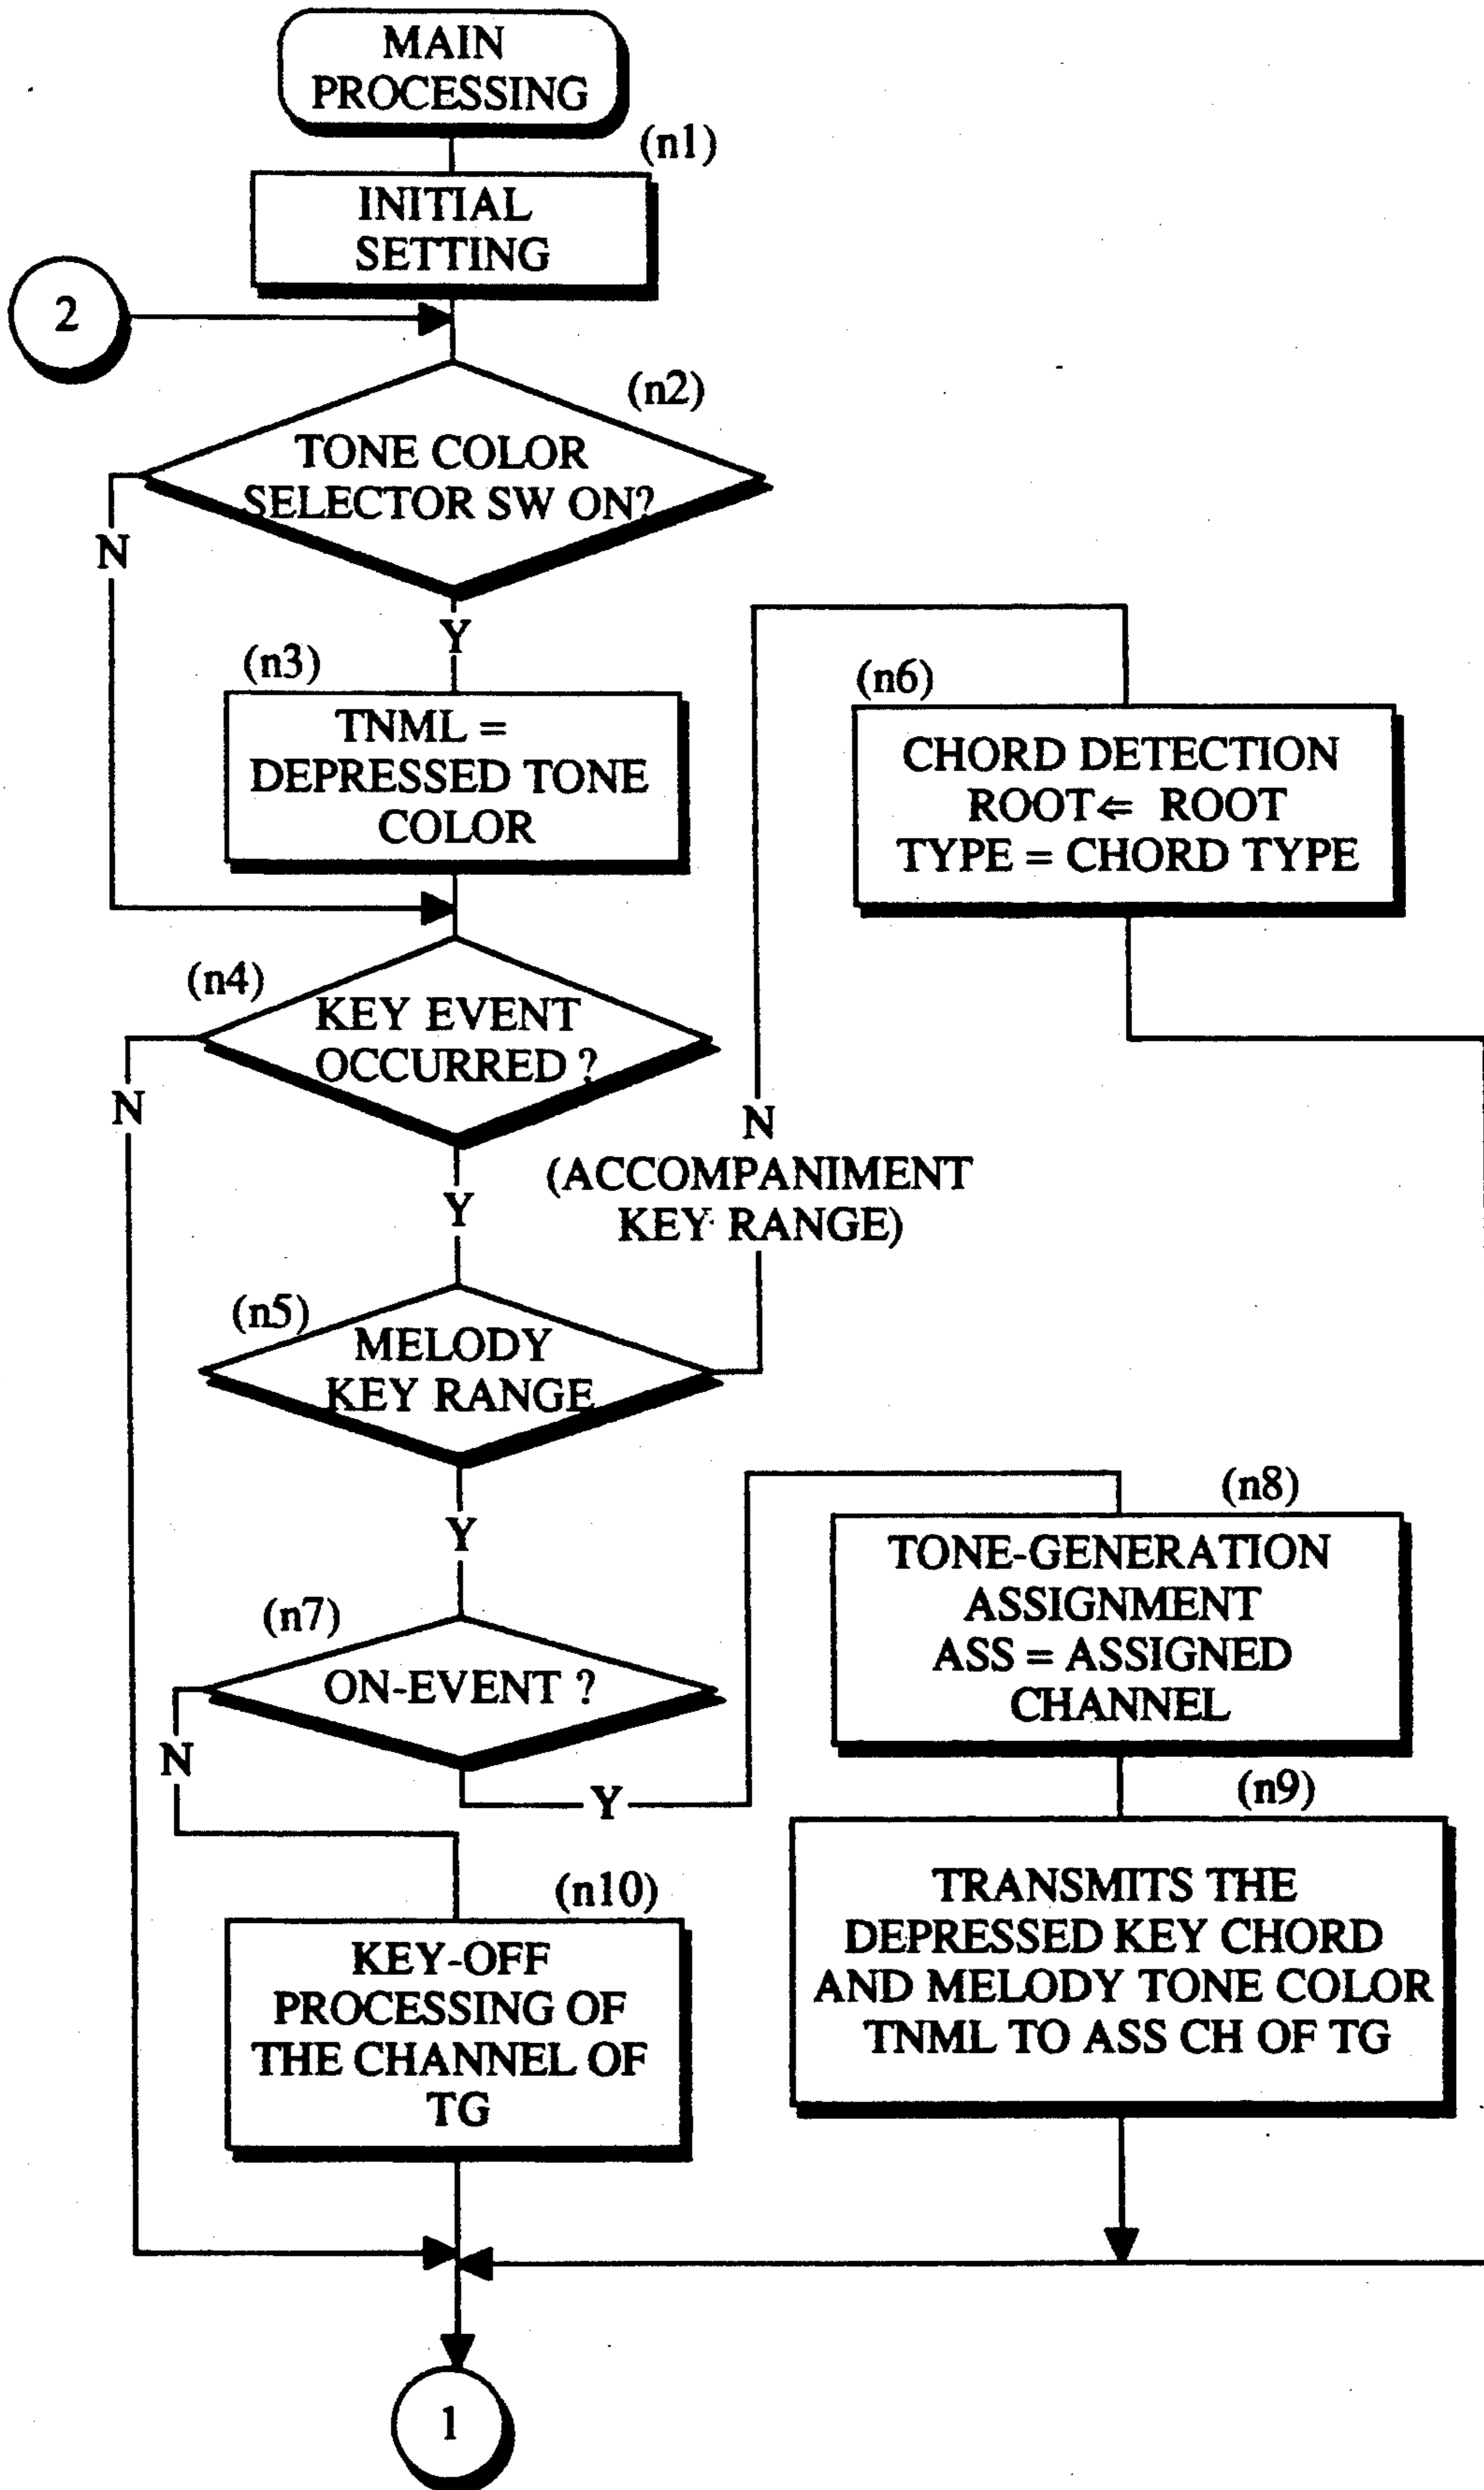 MAIN
PROCESSING
(n1)
INITIAL
SETTING
2
(n2)
TONE COLOR
SELECTOR SW ON?
N
Y
(n3)
TNML =
DEPRESSED TONE
COLOR
(n6)
CHORD DETECTION
ROOT⇐ ROOT
TYPE = CHORD TYPE
(n4)
KEY EVENT
OCCURRED ?
N
Y
N
(ACCOMPANIMENT
KEY RANGE)
(n5)
MELODY
KEY RANGE
Y
(n7)
ON-EVENT ?
N
Y
(n8)
TONE-GENERATION
ASSIGNMENT
ASS = ASSIGNED
CHANNEL
(n9)
TRANSMITS THE
DEPRESSED KEY CHORD
AND MELODY TONE COLOR
TNML TO ASS CH OF TG
(n10)
KEY-OFF
PROCESSING OF
THE CHANNEL OF
TG
1